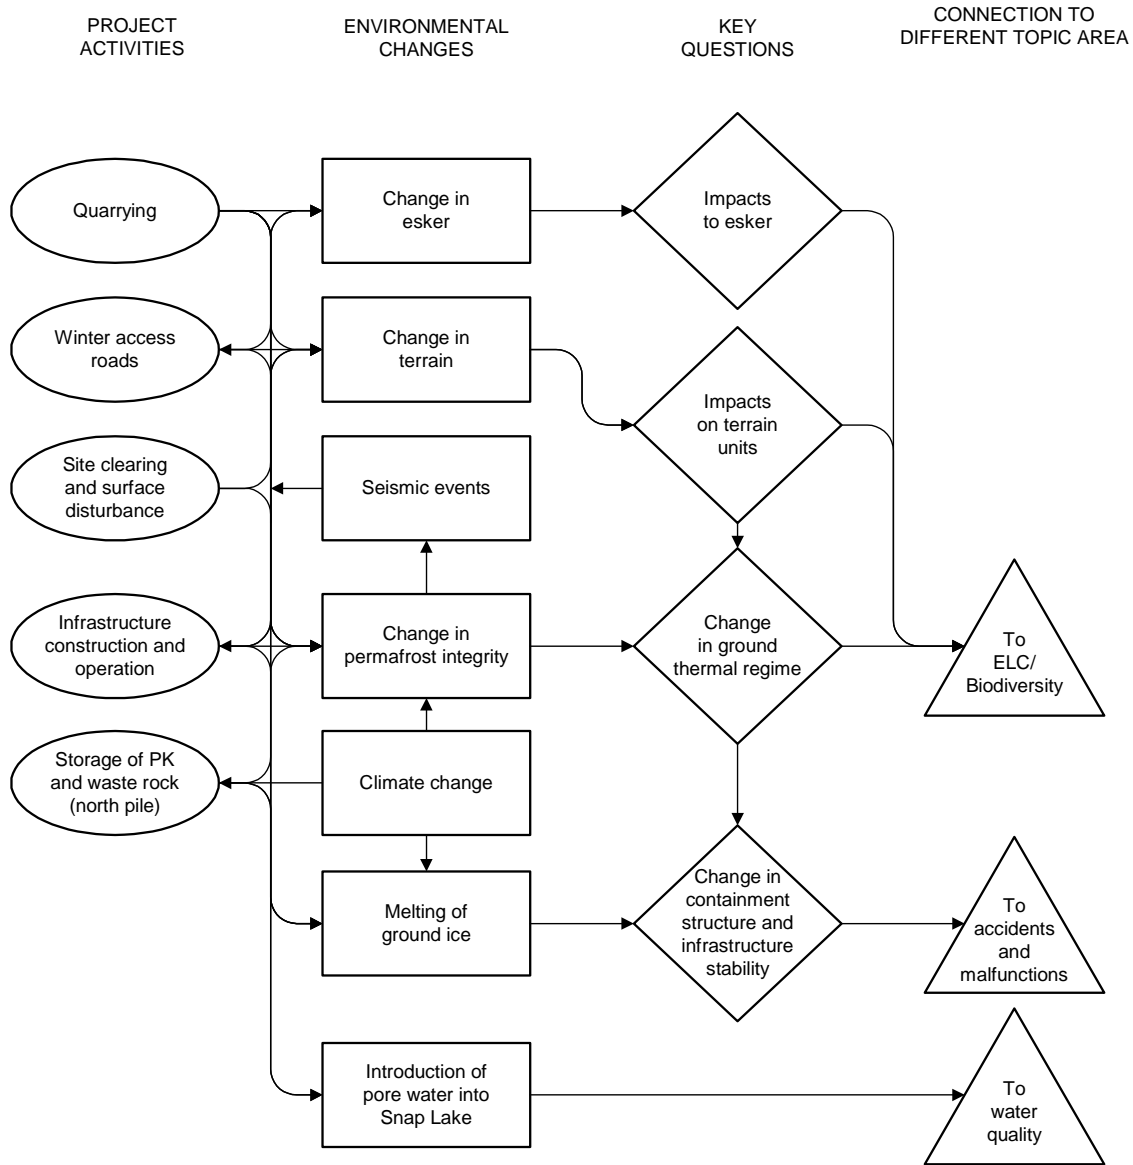 PROJECT
ACTIVITIES
ENVIRONMENTAL
CHANGES
KEY
QUESTIONS
CONNECTION TO
DIFFERENT TOPIC AREA
Quarrying
Change in
esker
Impacts
to esker
Winter access
roads
Change in
terrain
Impacts
on terrain
units
Site clearing
and surface
disturbance
Seismic events
Infrastructure
construction and
operation
Change in
permafrost integrity
Change
in ground
thermal regime
To
ELC/
Biodiversity
Storage of PK
and waste rock
(north pile)
Climate change
Melting of
ground ice
Change in
containment
structure and
infrastructure
stability
To
accidents
and
malfunctions
Introduction of
pore water into
Snap Lake
To
water
quality